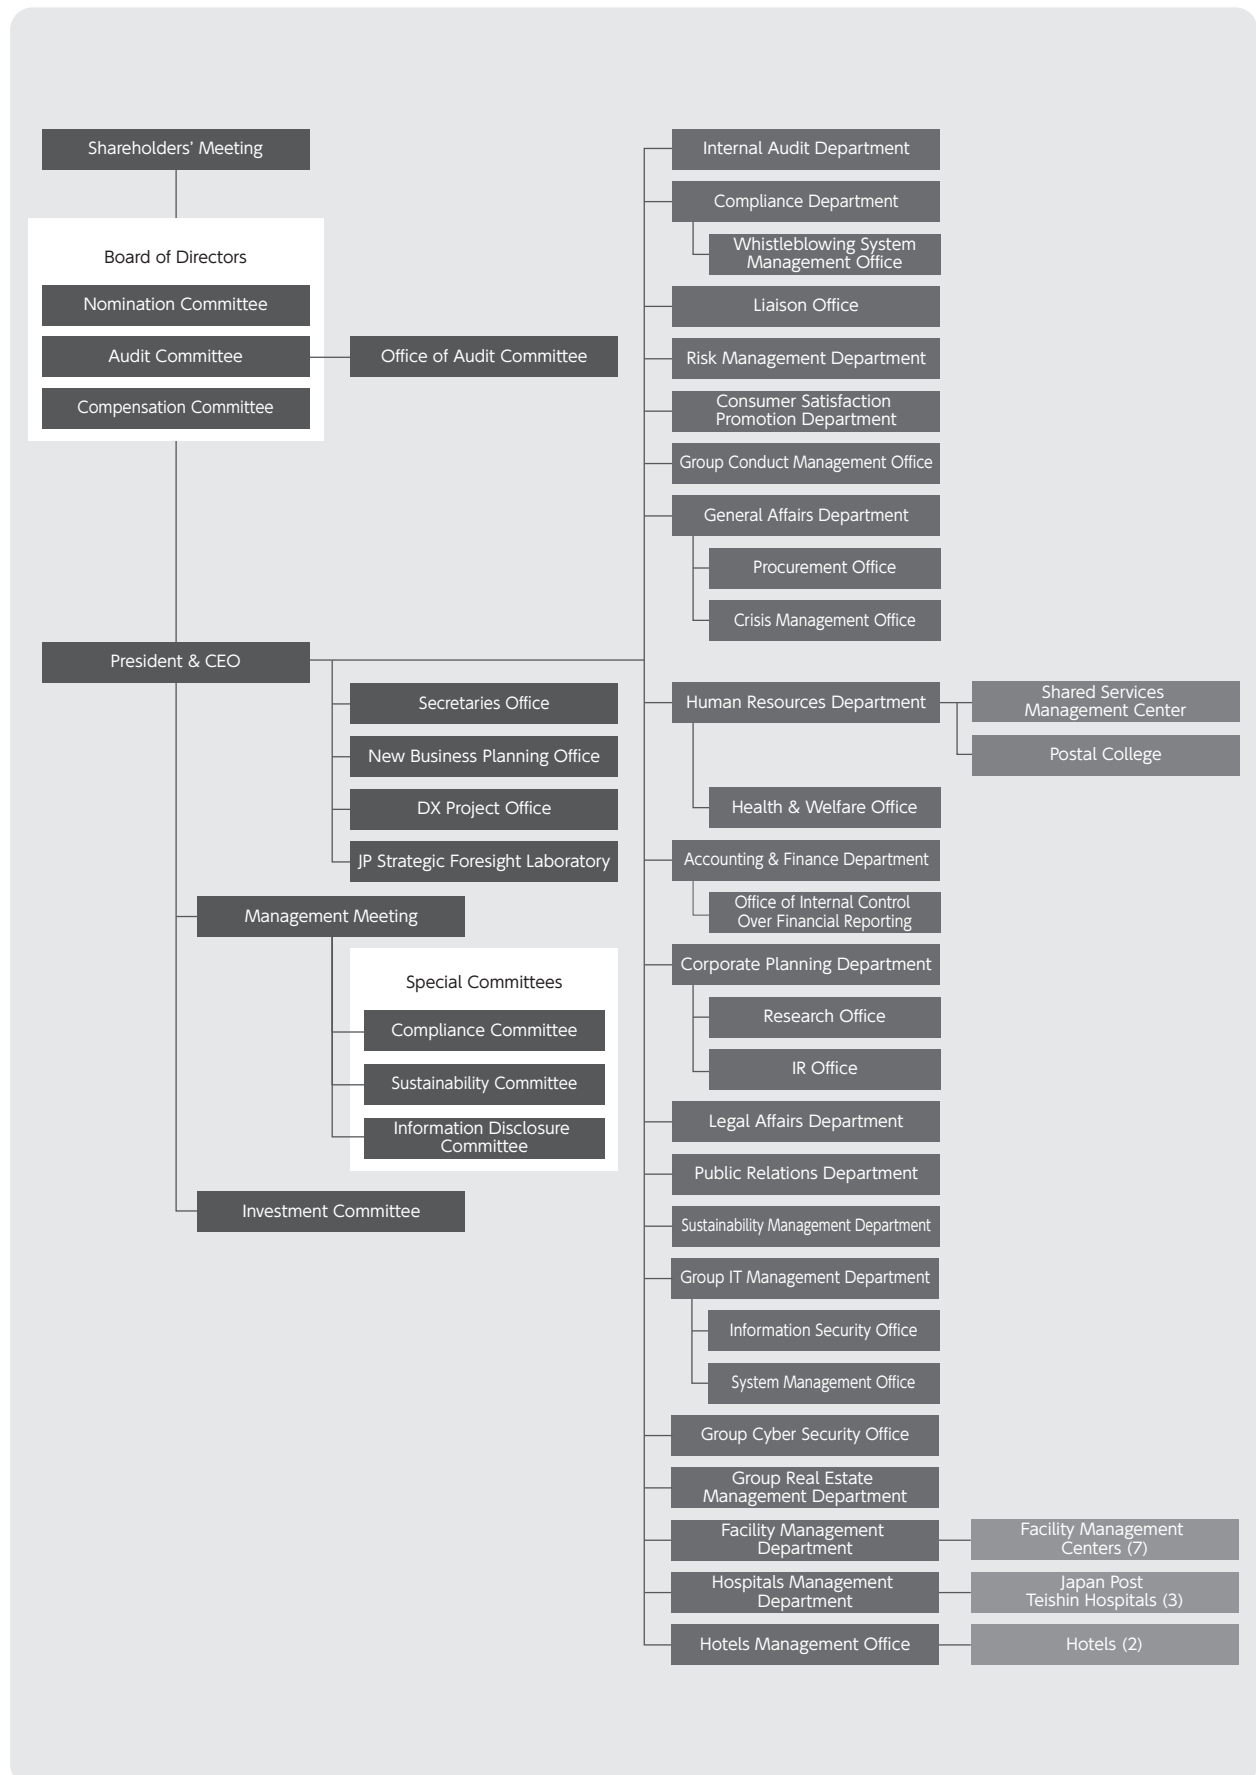 Shareholders' Meeting
Board of Directors
Nomination Committee
Audit Committee
Office of Audit Committee
Compensation Committee
President & CEO
Secretaries Office
New Business Planning Office
DX Project Office
JP Strategic Foresight Laboratory
Management Meeting
Special Committees
Compliance Committee
Sustainability Committee
Information Disclosure
Committee
Investment Committee
Internal Audit Department
Compliance Department
Whistleblowing System
Management Office
Liaison Office
Risk Management Department
Consumer Satisfaction
Promotion Department
Group Conduct Management Office
General Affairs Department
Procurement Office
Crisis Management Office
Human Resources Department
Shared Services
Management Center
Postal College
Health & Welfare Office
Accounting & Finance Department
Office of Internal Control
Over Financial Reporting
Corporate Planning Department
Research Office
IR Office
Legal Affairs Department
Public Relations Department
Sustainability Management Department
Group IT Management Department
Information Security Office
System Management Office
Group Cyber Security Office
Group Real Estate
Management Department
Facility Management
Department
Facility Management
Centers (7)
Hospitals Management
Department
Japan Post
Teishin Hospitals (3)
Hotels Management Office
Hotels (2)